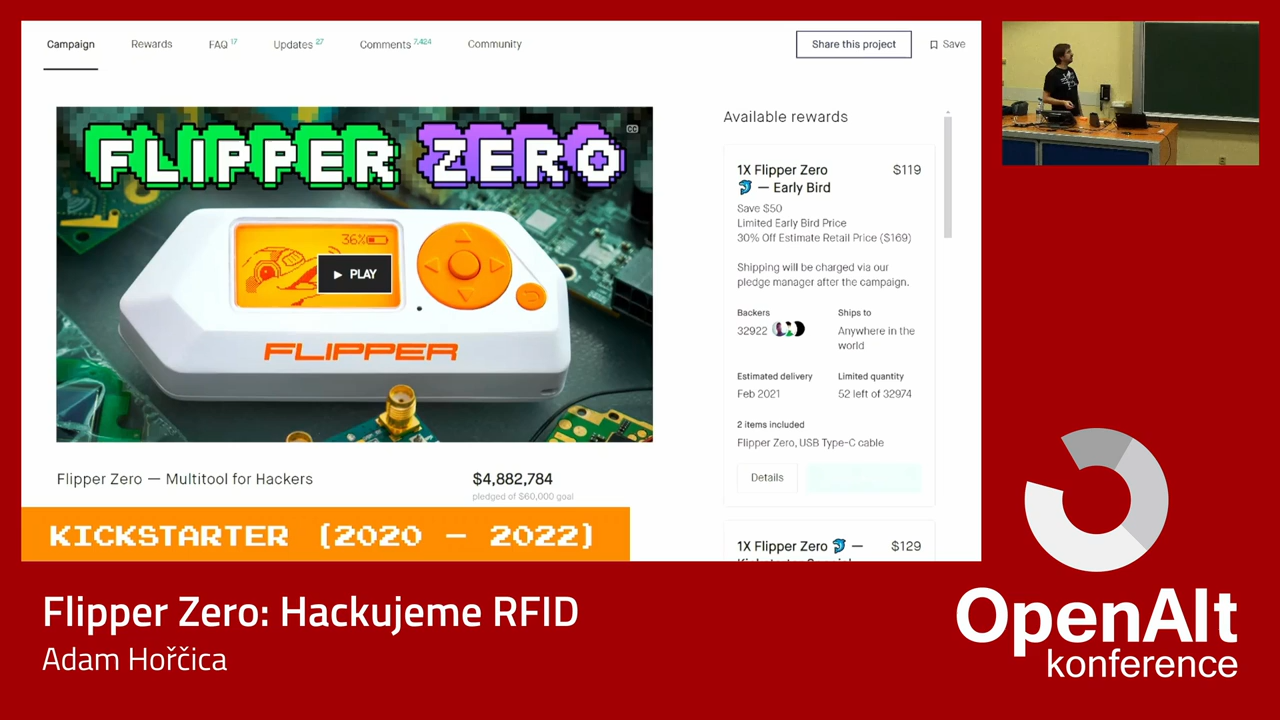 Campaign
Rewards
FAQ 17
Updates 27
Comments 7,424
Community
Share this project
Save
FLIPPER ZERO
CC
36%
PLAY
FLIPPER
Flipper Zero — Multitool for Hackers
$4,882,784
pledged of $60,000 goal
Available rewards
1X Flipper Zero
— Early Bird
$119
Save $50
Limited Early Bird Price
30% Off Estimate Retail Price ($169)
Shipping will be charged via our
pledge manager after the campaign.
Backers
32922
Ships to
Anywhere in the
world
Estimated delivery
Feb 2021
Limited quantity
52 left of 32974
2 items included
Flipper Zero, USB Type-C cable
Details
1X Flipper Zero —
$129
KICKSTARTER (2020 – 2022)
Flipper Zero: Hackujeme RFID
Adam Hořčica
OpenAlt
konference